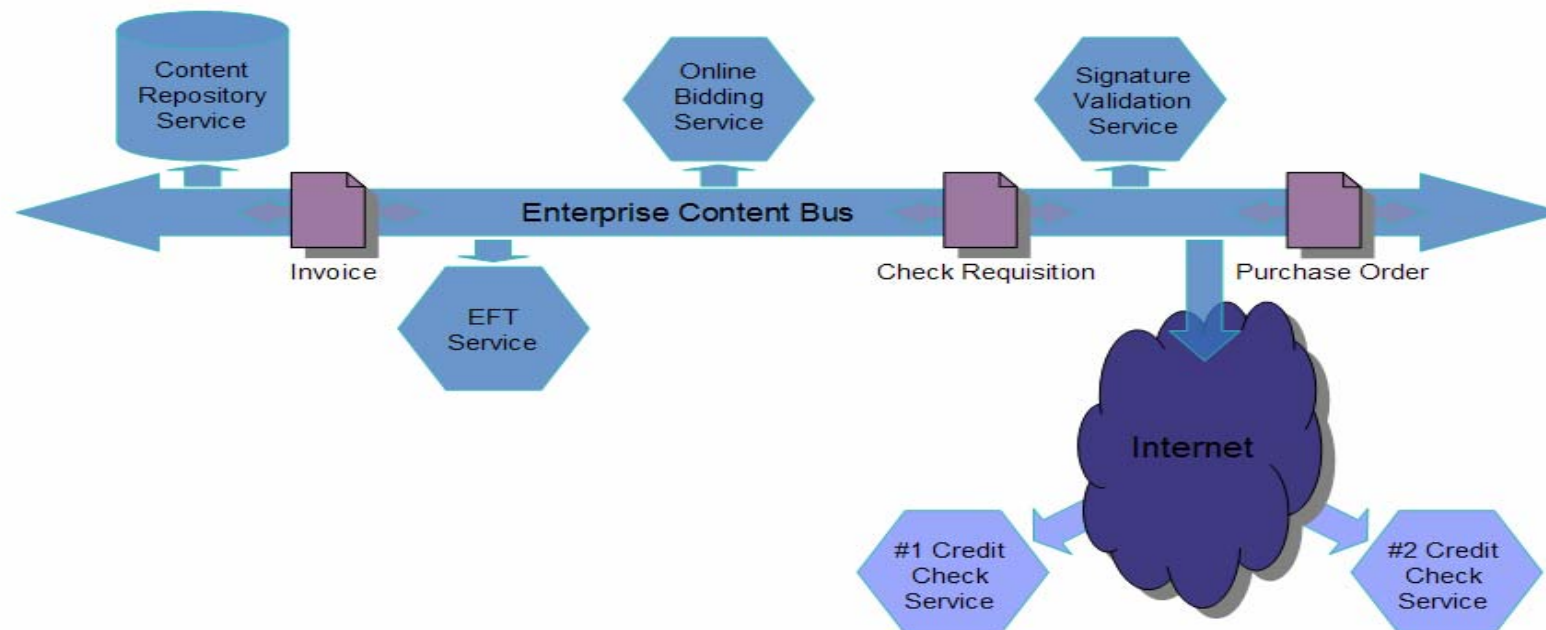 Content
Repository
Service
Online
Bidding
Service
Signature
Validation
Service
Enterprise Content Bus
Invoice
Check Requisition
Purchase Order
EFT
Service
Internet
#1 Credit
Check
Service
#2 Credit
Check
Service